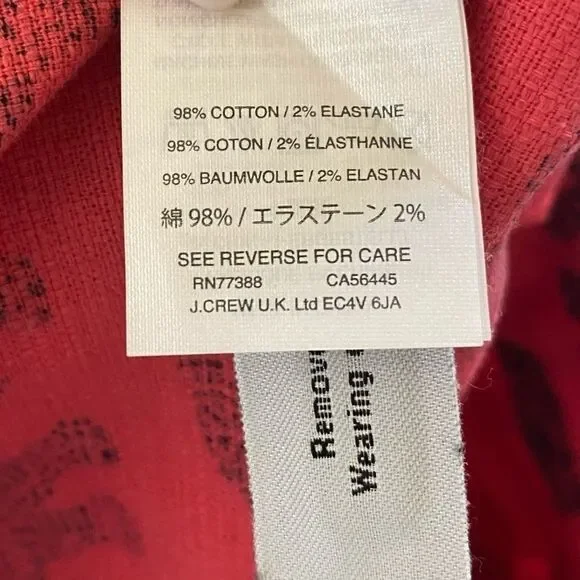 98% COTTON / 2% ELASTANE
98% COTON / 2% ÉLASTHANNE
98% BAUMWOLLE / 2% ELASTAN
綿 98% / エラステーン 2%
SEE REVERSE FOR CARE
RN77388 CA56445
J.CREW U.K. Ltd EC4V 6JA
Wearing